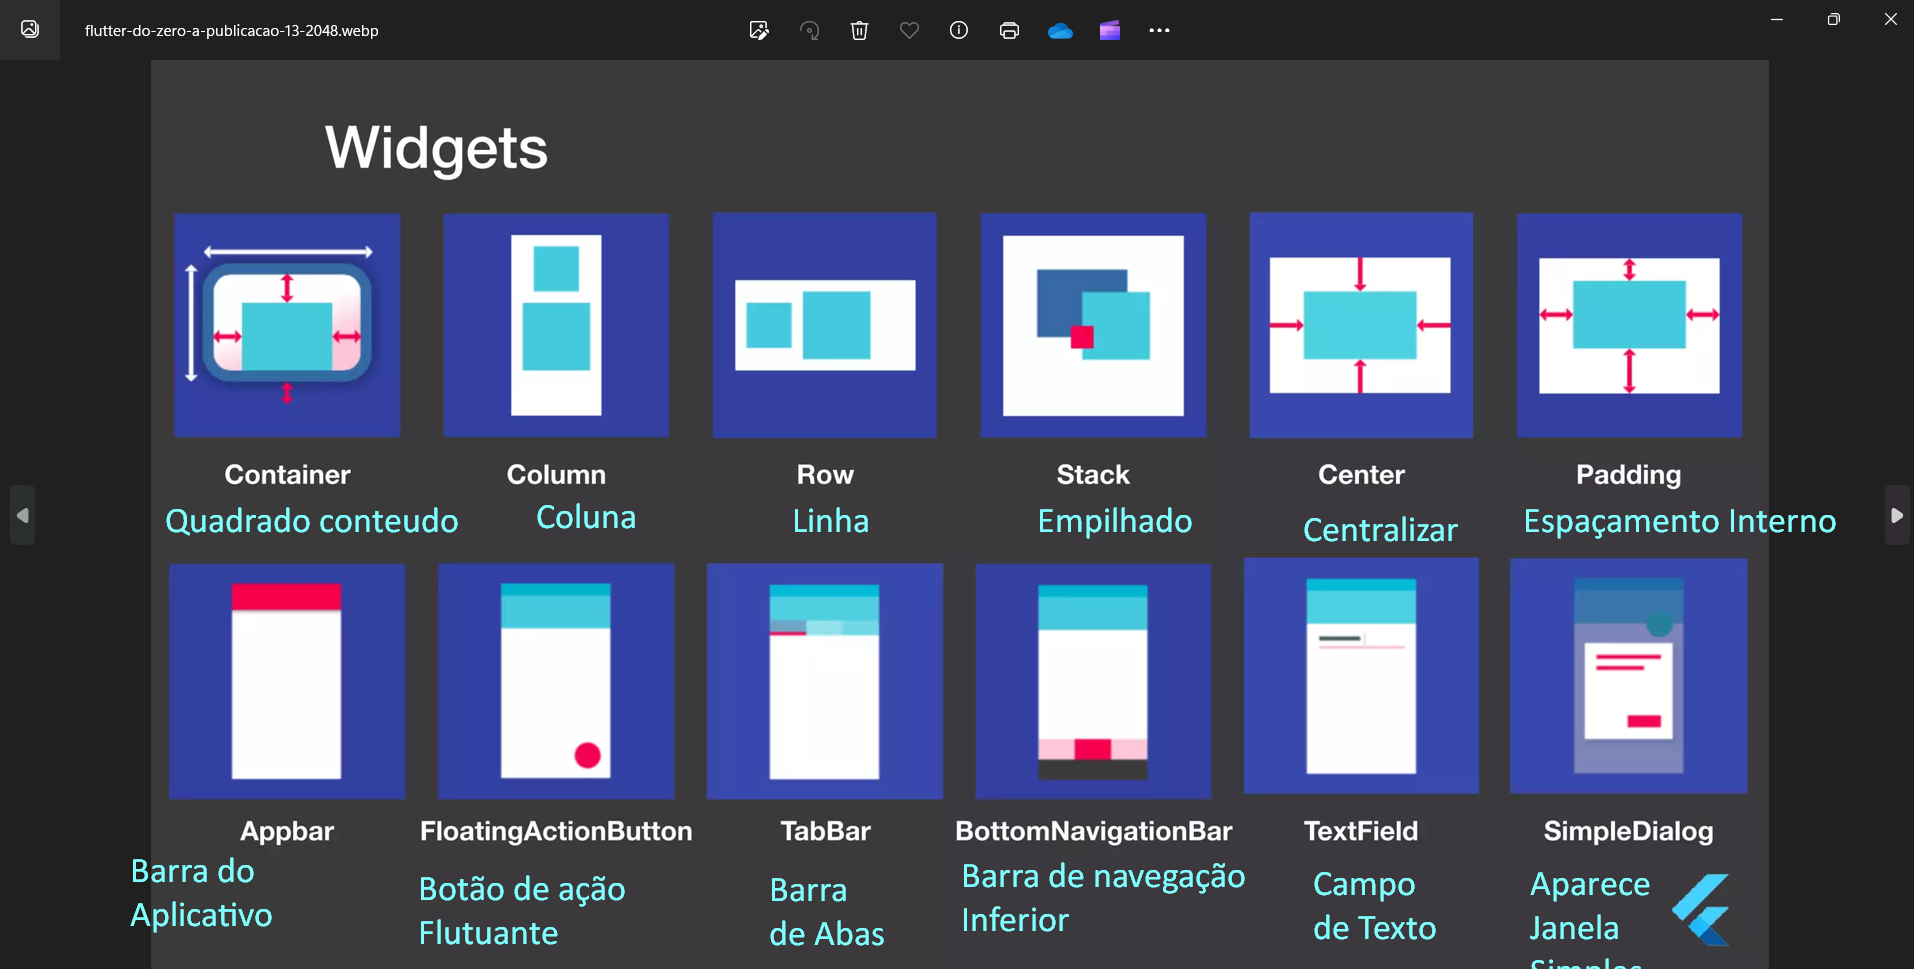 flutter-do-zero-a-publicacao-13-2048.webp
Widgets
Container
Column
Row
Stack
Center
Padding
Quadrado conteudo
Coluna
Linha
Empilhado
Centralizar
Espaçamento Interno
Appbar
FloatingActionButton
TabBar
BottomNavigationBar
TextField
SimpleDialog
Barra do
Aplicativo
Botão de ação
Flutuante
Barra
de Abas
Barra de navegação
Inferior
Campo
de Texto
Aparece
Janela